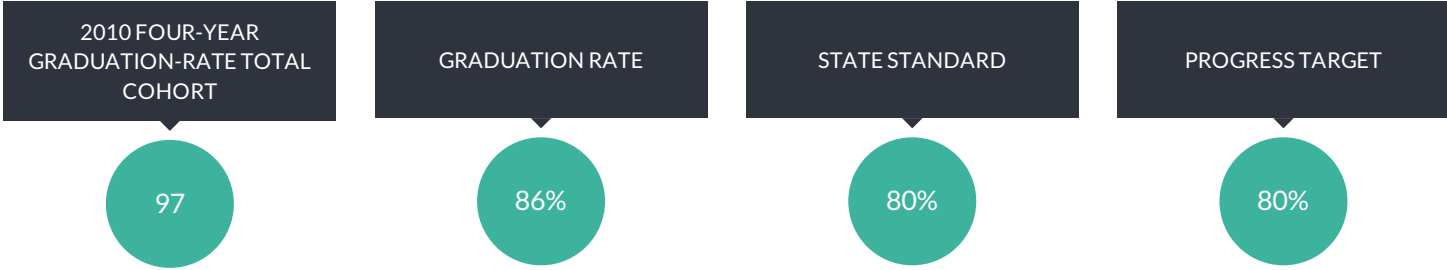 2010 FOUR-YEAR
GRADUATION-RATE TOTAL
COHORT
97
GRADUATION RATE
86%
STATE STANDARD
80%
PROGRESS TARGET
80%